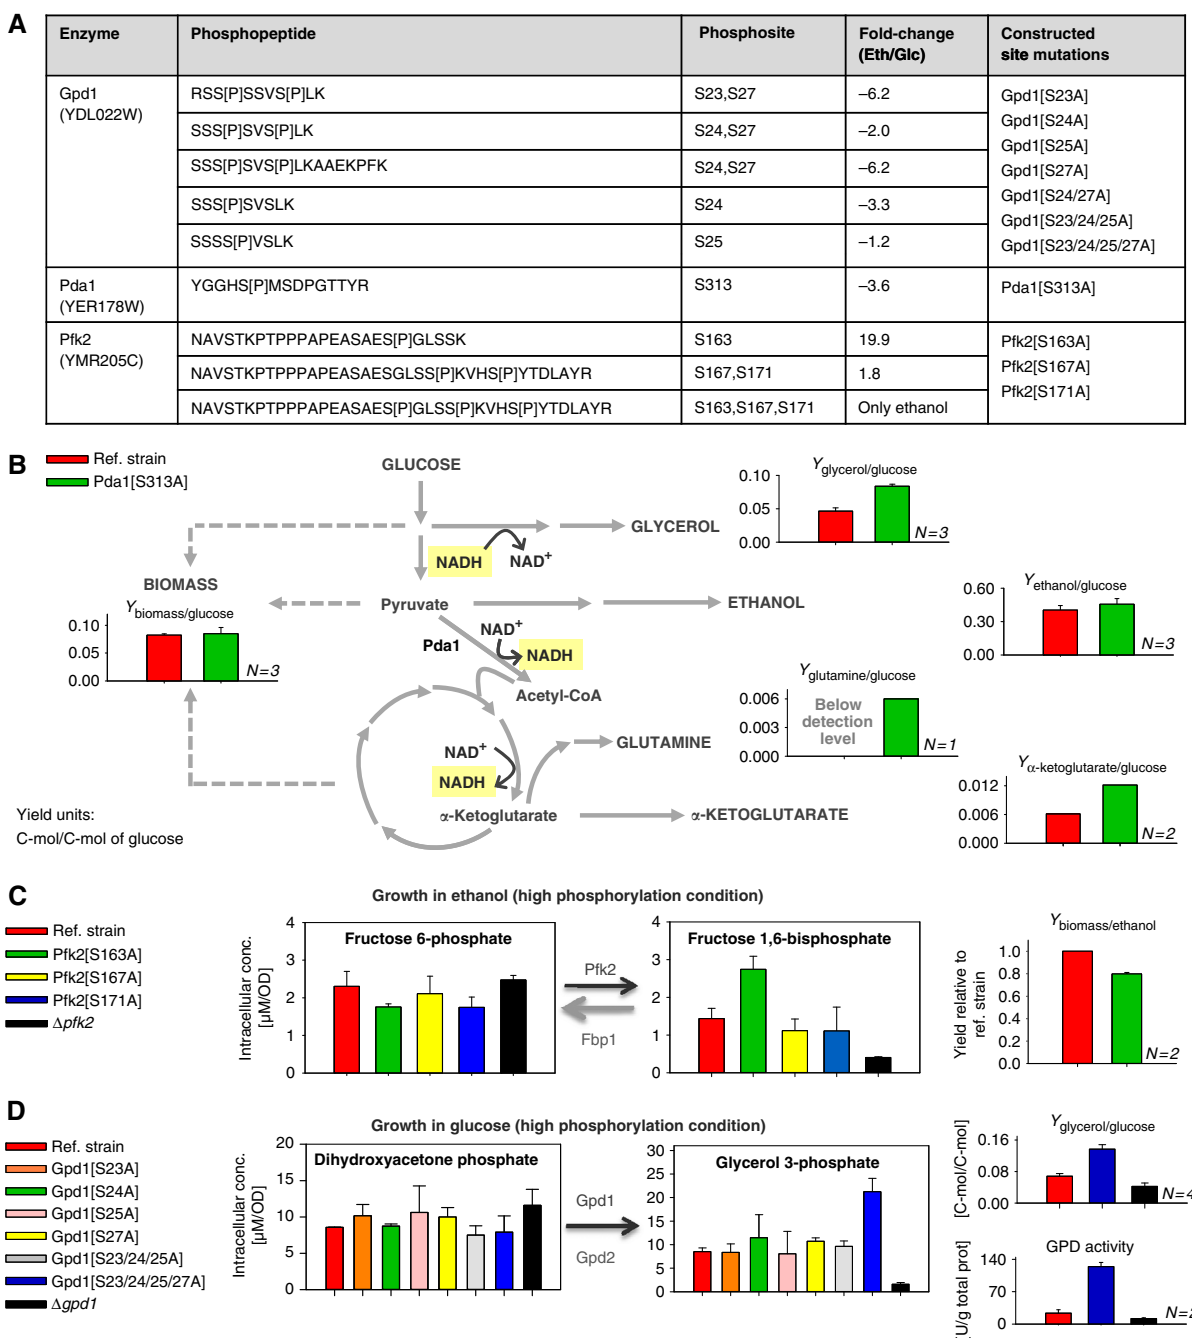 A
Enzyme Phosphopeptide Phosphosite Fold-change (Eth/Glc) Constructed site mutations
Gpd1 (YDL022W)
RSS[P]SSVS[P]LK S23,S27 –6.2
SSS[P]SVS[P]LK S24,S27 –2.0
SSS[P]SVS[P]LKAAEKPFK S24,S27 –6.2
SSS[P]SVSLK S24 –3.3
SSSS[P]VSLK S25 –1.2
Gpd1[S23A]
Gpd1[S24A]
Gpd1[S25A]
Gpd1[S27A]
Gpd1[S24/27A]
Gpd1[S23/24/25A]
Gpd1[S23/24/25/27A]
Pda1 (YER178W)
YGGHS[P]MSDPGTTYR S313 –3.6 Pda1[S313A]
Pfk2 (YMR205C)
NAVSTKPTPPPAPEASAES[P]GLSSK S163 19.9
NAVSTKPTPPPAPEASAESGLSS[P]KVHS[P]YTDLAYR S167,S171 1.8
NAVSTKPTPPPAPEASAES[P]GLSS[P]KVHS[P]YTDLAYR S163,S167,S171 Only ethanol
Pfk2[S163A]
Pfk2[S167A]
Pfk2[S171A]
B
Ref. strain
Pda1[S313A]
GLUCOSE
GLYCEROL
NADH NAD+
BIOMASS
Pyruvate
ETHANOL
Pda1
NAD+
NADH
Acetyl-CoA
NAD+
NADH
GLUTAMINE
α-Ketoglutarate
α-KETOGLUTARATE
Yield units:
C-mol/C-mol of glucose
Y biomass/glucose
0.10
0.05
0.00
N=3
Y glycerol/glucose
0.10
0.05
0.00
N=3
Y ethanol/glucose
0.60
0.30
0.00
N=3
Y glutamine/glucose
0.006
0.003
0.000
Below
detection
level
N=1
Y α-ketoglutarate/glucose
0.012
0.006
0.000
N=2
C
Growth in ethanol (high phosphorylation condition)
Ref. strain
Pfk2[S163A]
Pfk2[S167A]
Pfk2[S171A]
Δpfk2
Intracellular conc.
[µM/OD]
Fructose 6-phosphate
4
3
2
1
0
Pfk2
Fbp1
Fructose 1,6-bisphosphate
4
3
2
1
0
Y biomass/ethanol
Yield relative to
ref. strain
1.0
0.8
0.6
0.4
0.2
0.0
N=2
D
Growth in glucose (high phosphorylation condition)
Ref. strain
Gpd1[S23A]
Gpd1[S24A]
Gpd1[S25A]
Gpd1[S27A]
Gpd1[S23/24/25A]
Gpd1[S23/24/25/27A]
Δgpd1
Intracellular conc.
[µM/OD]
Dihydroxyacetone phosphate
20
15
10
5
0
Gpd1
Gpd2
Glycerol 3-phosphate
30
25
20
15
10
5
0
Y glycerol/glucose
[C-mol/C-mol]
0.16
0.08
0.00
N=4
GPD activity
U/g total prot]
140
70
0